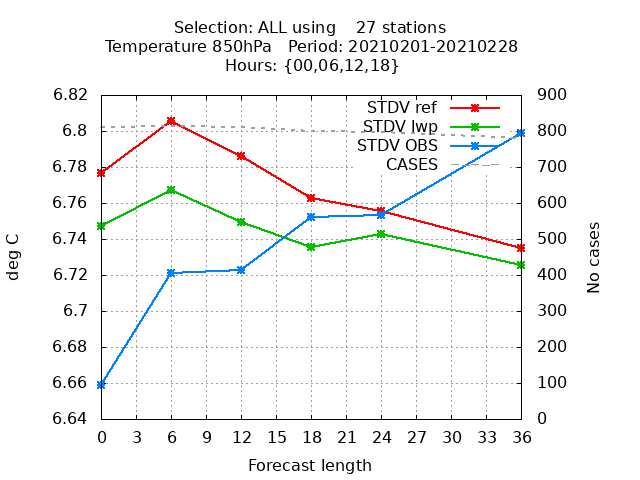 Selection: ALL using    27 stations
Temperature 850hPa   Period: 20210201-20210228
Hours: {00,06,12,18}
STDV ref
STDV lwp
STDV OBS
CASES
6.82
6.8
6.78
6.76
6.74
6.72
6.7
6.68
6.66
6.64
900
800
700
600
500
400
300
200
100
0
deg C
No cases
0 3 6 9 12 15 18 21 24 27 30 33 36
Forecast length